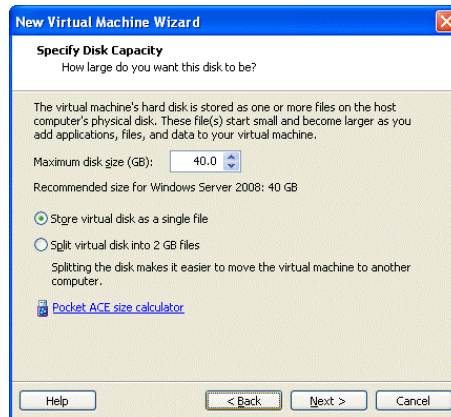 New Virtual Machine Wizard
Specify Disk Capacity
How large do you want this disk to be?
The virtual machine's hard disk is stored as one or more files on the host
computer's physical disk. These file(s) start small and become larger as you
add applications, files, and data to your virtual machine.
Maximum disk size (GB): 40.0
Recommended size for Windows Server 2008: 40 GB
Store virtual disk as a single file
Split virtual disk into 2 GB files
Splitting the disk makes it easier to move the virtual machine to another
computer.
Pocket ACE size calculator
Help < Back Next > Cancel